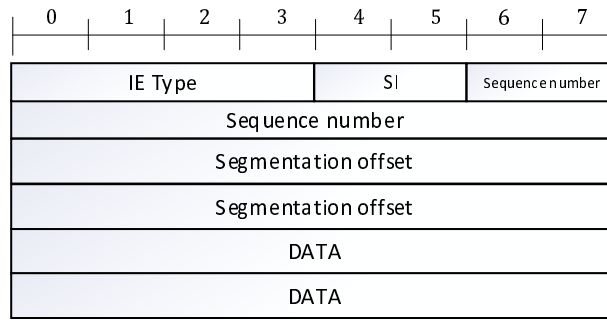 0 1 2 3 4 5 6 7
IE Type SI Sequence number
Sequence number
Segmentation offset
Segmentation offset
DATA
DATA